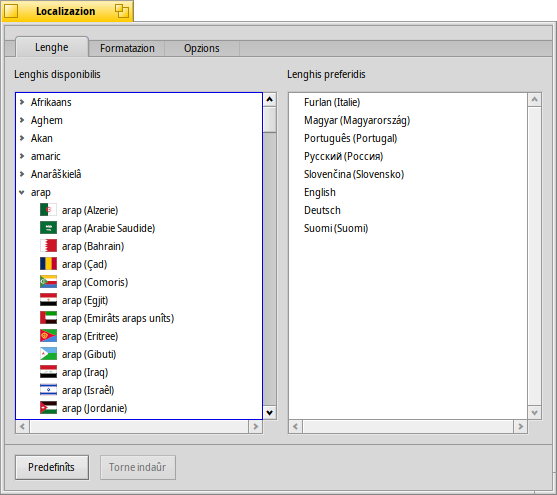 Localizazion
Lenghe
Formatazion
Opzions
Lenghis disponibilis
Lenghis preferidis
Afrikaans
Aghem
Akan
amaric
Anarâškielâ
arap
arap (Alzerie)
arap (Arabie Saudide)
arap (Bahrain)
arap (Çad)
arap (Comoris)
arap (Egjit)
arap (Emirâts araps unîts)
arap (Eritree)
arap (Gibuti)
arap (Iraq)
arap (Israêl)
arap (Jordanie)
Furlan (Italie)
Magyar (Magyarország)
Português (Portugal)
Русский (Россия)
Slovenčina (Slovensko)
English
Deutsch
Suomi (Suomi)
Predefinîts
Torne indaûr